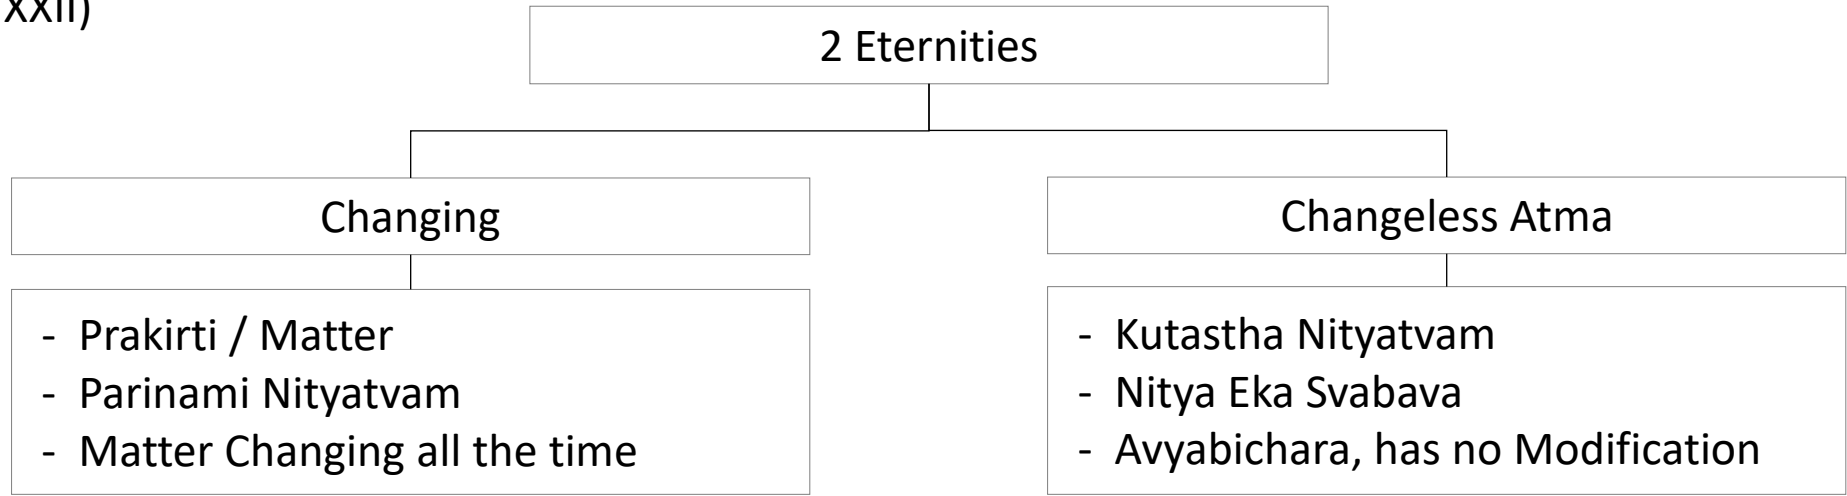 XXII)
2 Eternities
Changing
Changeless Atma
- Prakirti / Matter
- Parinami Nityatvam
- Matter Changing all the time
- Kutastha Nityatvam
- Nitya Eka Svabava
- Avyabichara, has no Modification